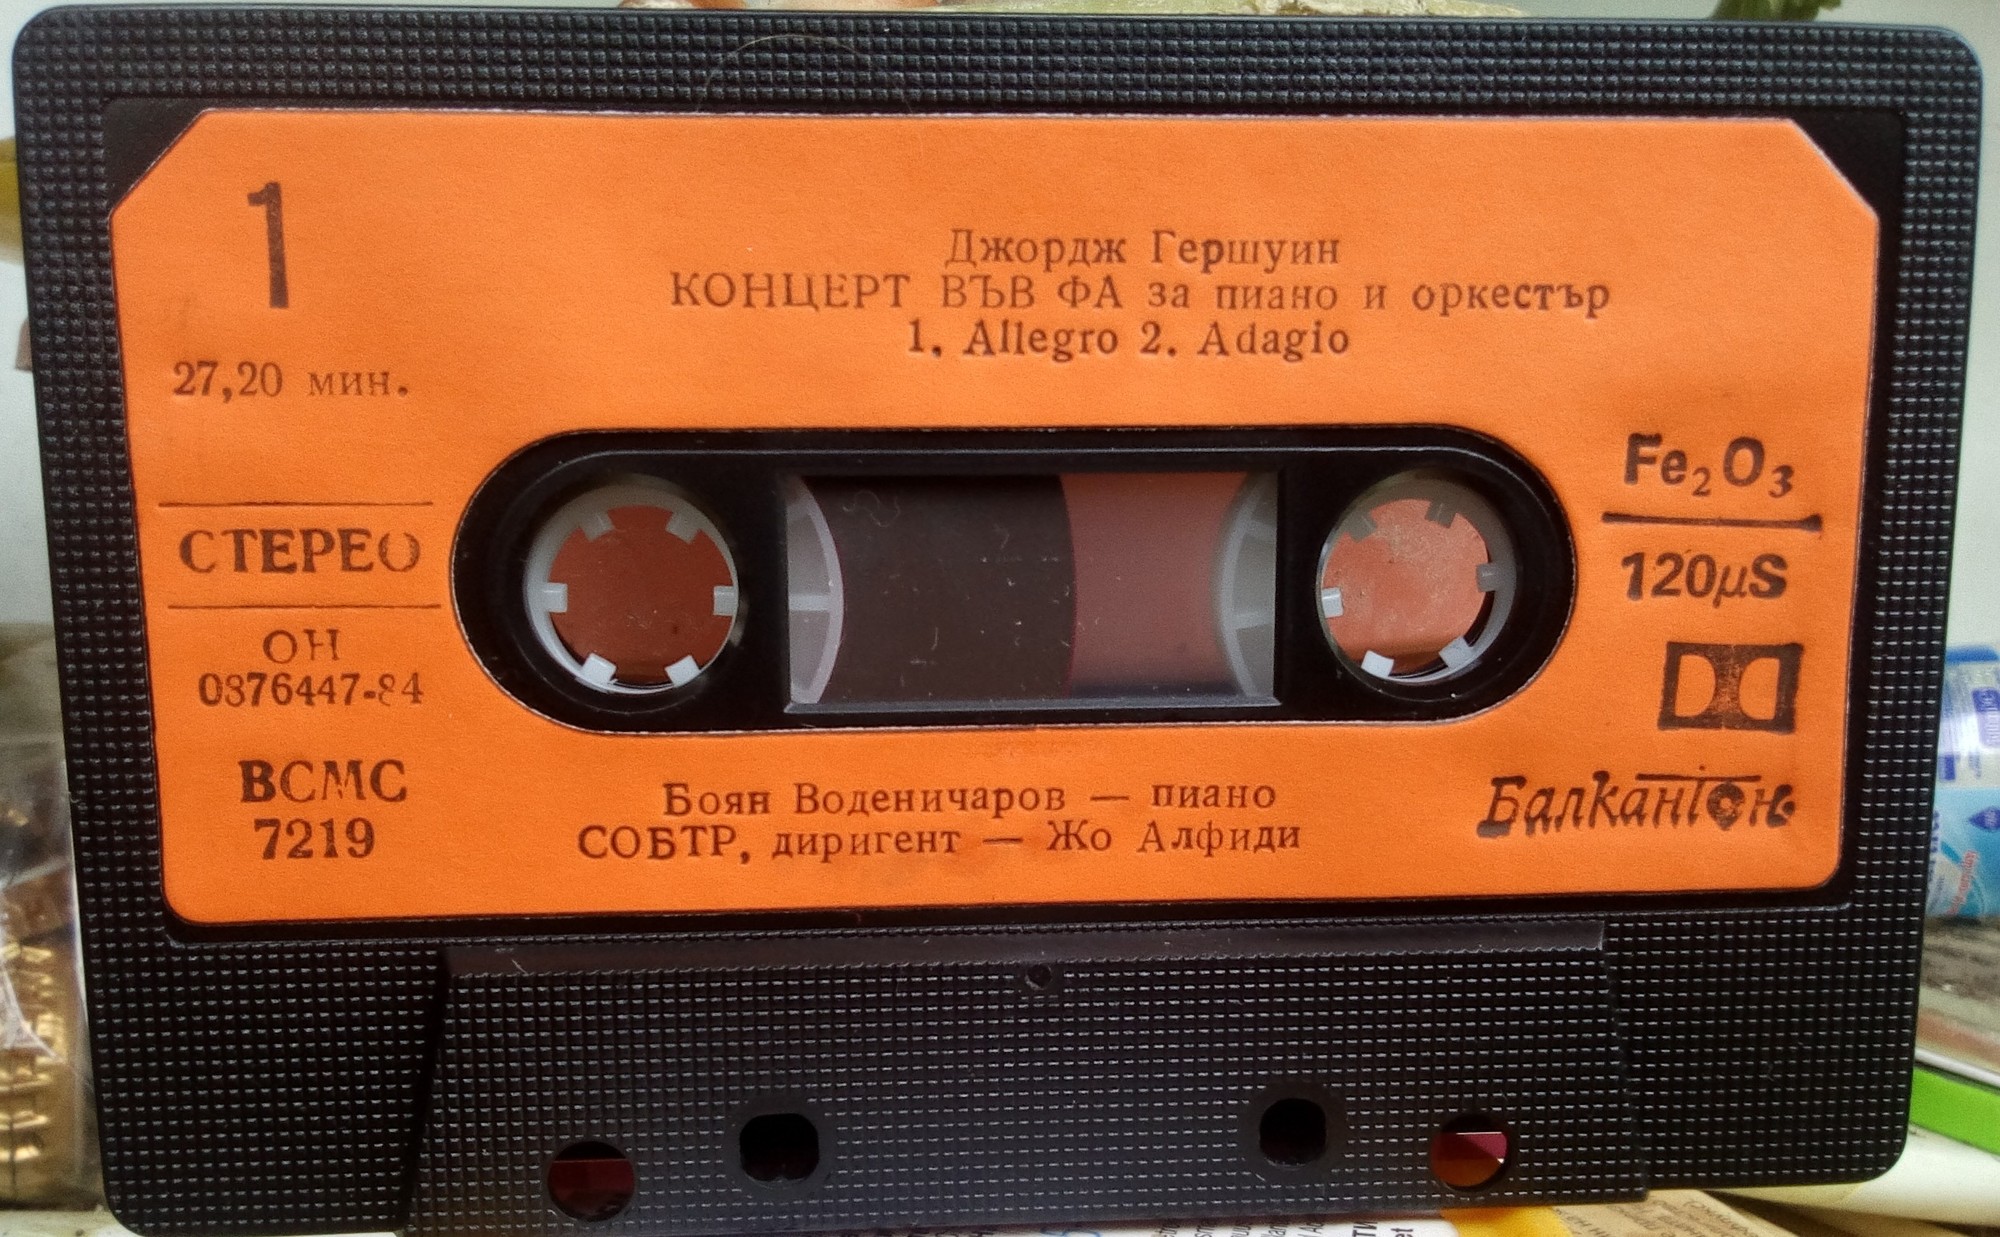 1
27,20 мин.
Джордж Гершуин
КОНЦЕРТ ВЪВ ФА за пиано и оркестър
1. Allegro 2. Adagio
СТЕРЕО
ОН
0376447-84
ВСМС
7219
Fe₂O₃
120µS
Балкантон
Боян Воденичаров — пиано
СОБТР, диригент — Жо Алфиди